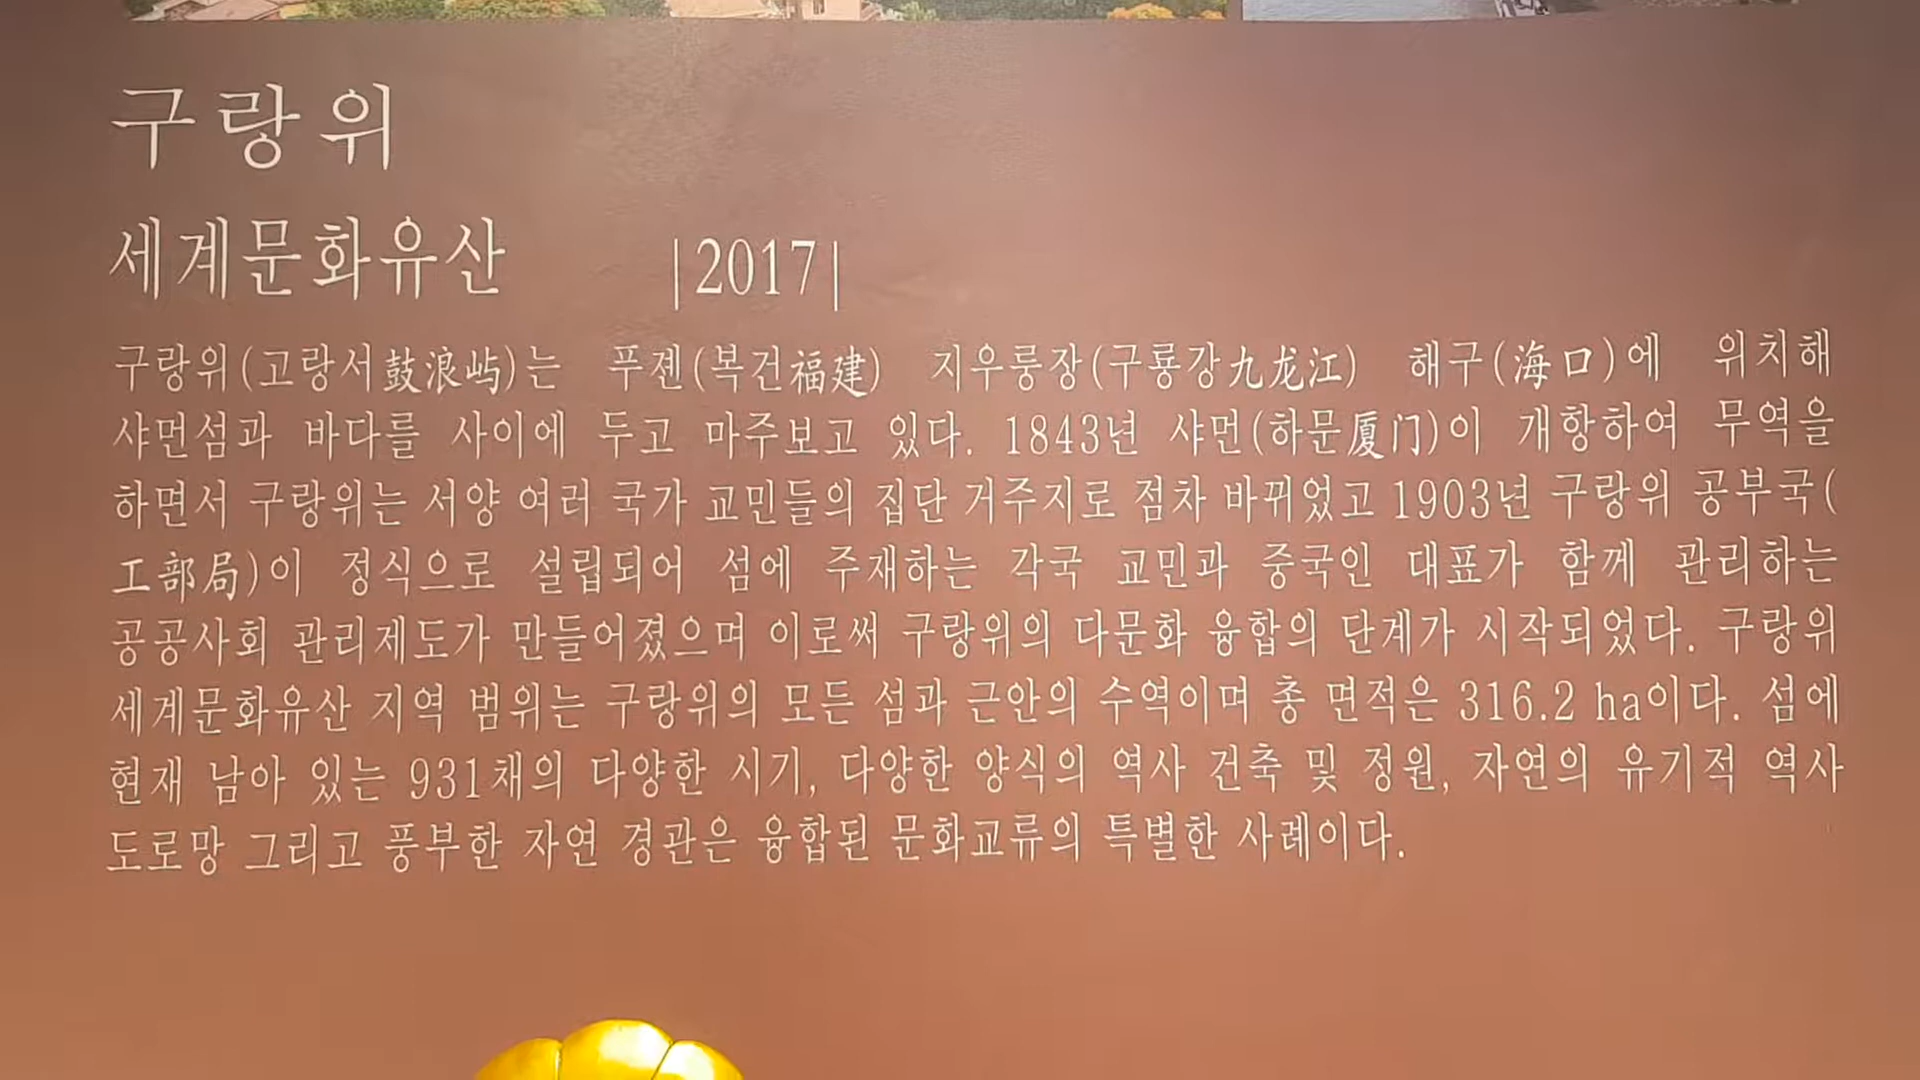 구랑위
세계문화유산 |2017|
구랑위(고랑서鼓浪屿)는 푸졘(복건福建) 지우룽장(구룡강九龙江) 해구(海口)에 위치해
샤먼섬과 바다를 사이에 두고 마주보고 있다. 1843년 샤먼(하문厦门)이 개항하여 무역을
하면서 구랑위는 서양 여러 국가 교민들의 집단 거주지로 점차 바뀌었고 1903년 구랑위 공부국(
工部局)이 정식으로 설립되어 섬에 주재하는 각국 교민과 중국인 대표가 함께 관리하는
공공사회 관리제도가 만들어졌으며 이로써 구랑위의 다문화 융합의 단계가 시작되었다. 구랑위
세계문화유산 지역 범위는 구랑위의 모든 섬과 근안의 수역이며 총 면적은 316.2 ha이다. 섬에
현재 남아 있는 931채의 다양한 시기, 다양한 양식의 역사 건축 및 정원, 자연의 유기적 역사
도로망 그리고 풍부한 자연 경관은 융합된 문화교류의 특별한 사례이다.